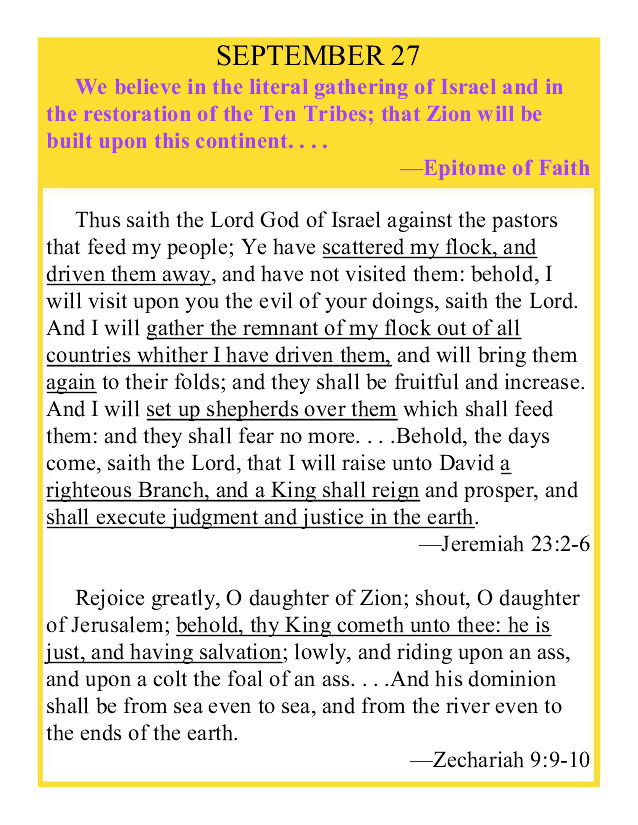 SEPTEMBER 27
We believe in the literal gathering of Israel and in
the restoration of the Ten Tribes; that Zion will be
built upon this continent. . . .
—Epitome of Faith
Thus saith the Lord God of Israel against the pastors
that feed my people; Ye have scattered my flock, and
driven them away, and have not visited them: behold, I
will visit upon you the evil of your doings, saith the Lord.
And I will gather the remnant of my flock out of all
countries whither I have driven them, and will bring them
again to their folds; and they shall be fruitful and increase.
And I will set up shepherds over them which shall feed
them: and they shall fear no more. . . .Behold, the days
come, saith the Lord, that I will raise unto David a
righteous Branch, and a King shall reign and prosper, and
shall execute judgment and justice in the earth.
—Jeremiah 23:2-6
Rejoice greatly, O daughter of Zion; shout, O daughter
of Jerusalem; behold, thy King cometh unto thee: he is
just, and having salvation; lowly, and riding upon an ass,
and upon a colt the foal of an ass. . . .And his dominion
shall be from sea even to sea, and from the river even to
the ends of the earth.
—Zechariah 9:9-10